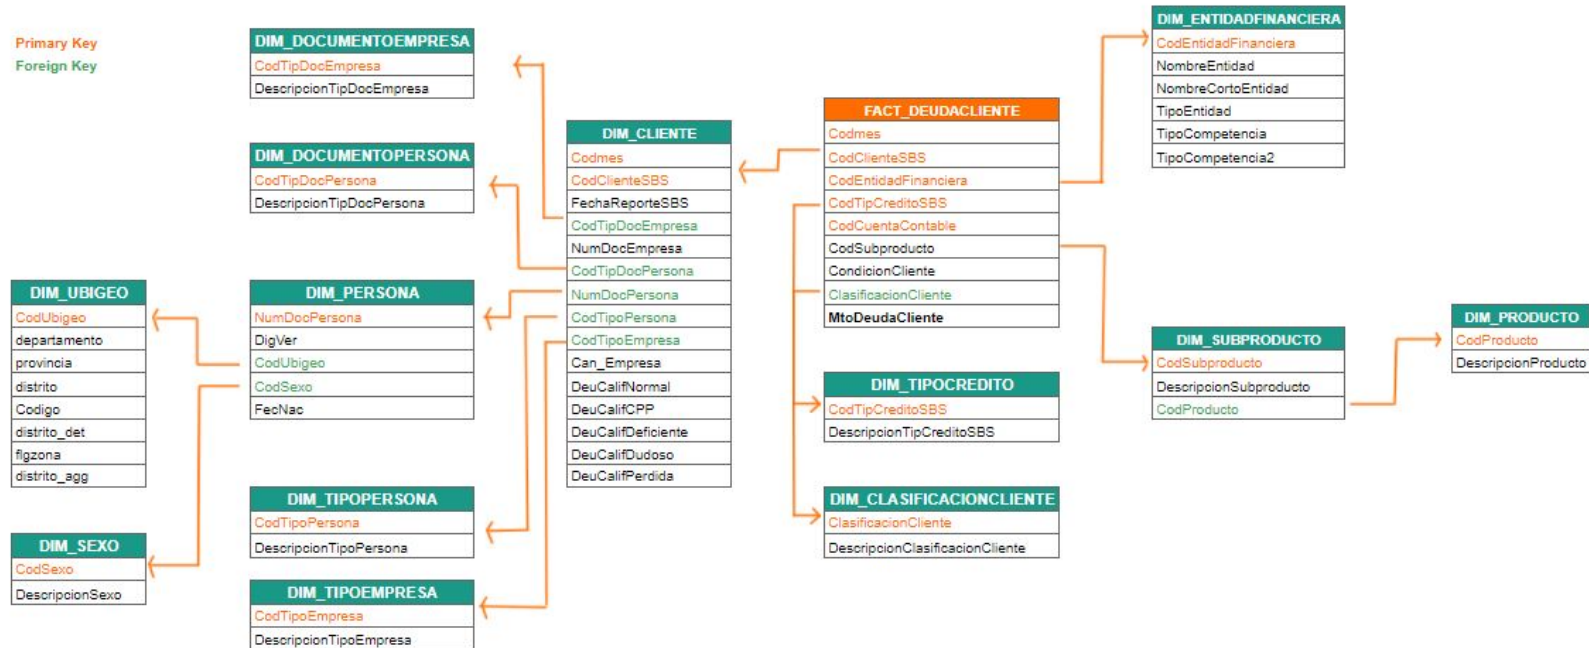 Primary Key
Foreign Key
DIM_DOCUMENTOEMPRESA
CodTipDocEmpresa
DescripcionTipDocEmpresa
DIM_DOCUMENTOPERSONA
CodTipDocPersona
DescripcionTipDocPersona
DIM_UBIGEO
CodUbigeo
departamento
provincia
distrito
Codigo
distrito_det
flgzona
distrito_agg
DIM_SEXO
CodSexo
DescripcionSexo
DIM_PERSONA
NumDocPersona
DigVer
CodUbigeo
CodSexo
FecNac
DIM_TIPOPERSONA
CodTipoPersona
DescripcionTipoPersona
DIM_TIPOEMPRESA
CodTipoEmpresa
DescripcionTipoEmpresa
DIM_CLIENTE
Codmes
CodClienteSBS
FechaReporteSBS
CodTipDocEmpresa
NumDocEmpresa
CodTipDocPersona
NumDocPersona
CodTipoPersona
CodTipoEmpresa
Can_Empresa
DeuCalifNormal
DeuCalifCPP
DeuCalifDeficiente
DeuCalifDudoso
DeuCalifPerdida
FACT_DEUDACLIENTE
Codmes
CodClienteSBS
CodEntidadFinanciera
CodTipCreditoSBS
CodCuentaContable
CodSubproducto
CondicionCliente
ClasificacionCliente
MtoDeudaCliente
DIM_TIPOCREDITO
CodTipCreditoSBS
DescripcionTipCreditoSBS
DIM_CLASIFICACIONCLIENTE
ClasificacionCliente
DescripcionClasificacionCliente
DIM_ENTIDADFINANCIERA
CodEntidadFinanciera
NombreEntidad
NombreCortoEntidad
TipoEntidad
TipoCompetencia
TipoCompetencia2
DIM_SUBPRODUCTO
CodSubproducto
DescripcionSubproducto
CodProducto
DIM_PRODUCTO
CodProducto
DescripcionProducto